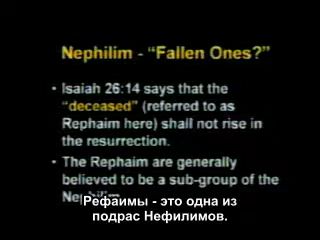 Nephilim - “Fallen Ones?”
• Isaiah 26:14 says that the
“deceased” (referred to as
Rephaim here) shall not rise in
the resurrection.
• The Rephaim are generally
believed to be a sub-group of the
Рефаимы - это одна из
подрас Нефилимов.